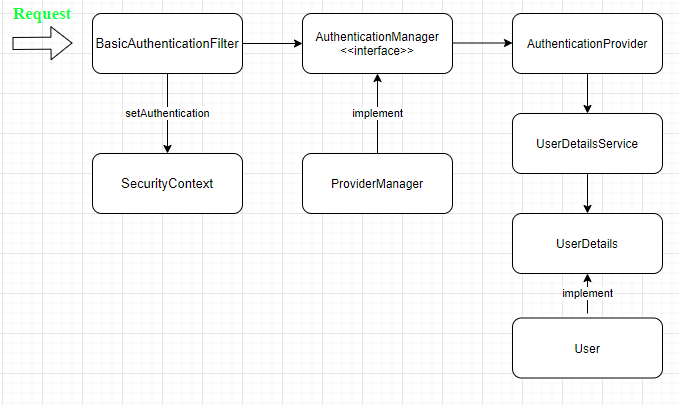 Request
BasicAuthenticationFilter
AuthenticationManager
<<interface>>
AuthenticationProvider
setAuthentication
implement
UserDetailsService
SecurityContext
ProviderManager
UserDetails
implement
User